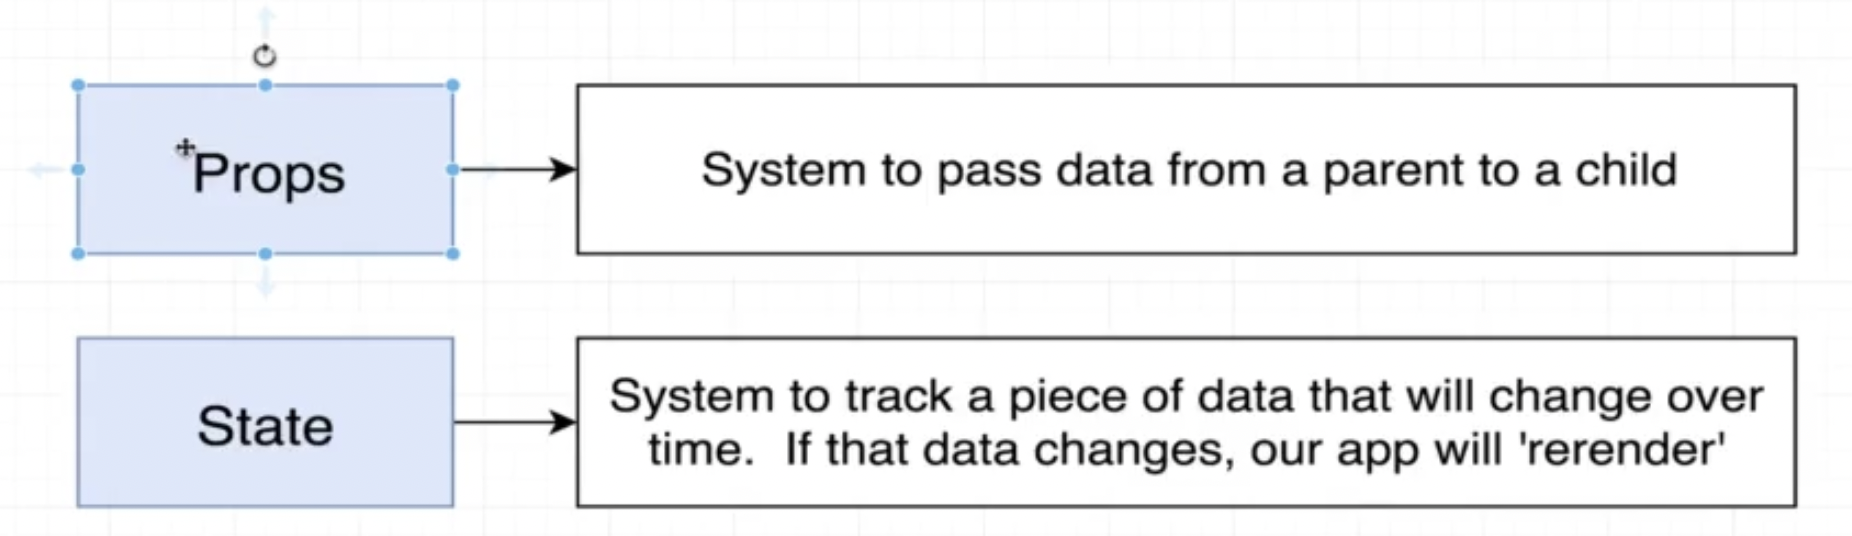 Props
System to pass data from a parent to a child
State
System to track a piece of data that will change over
time.  If that data changes, our app will 'rerender'